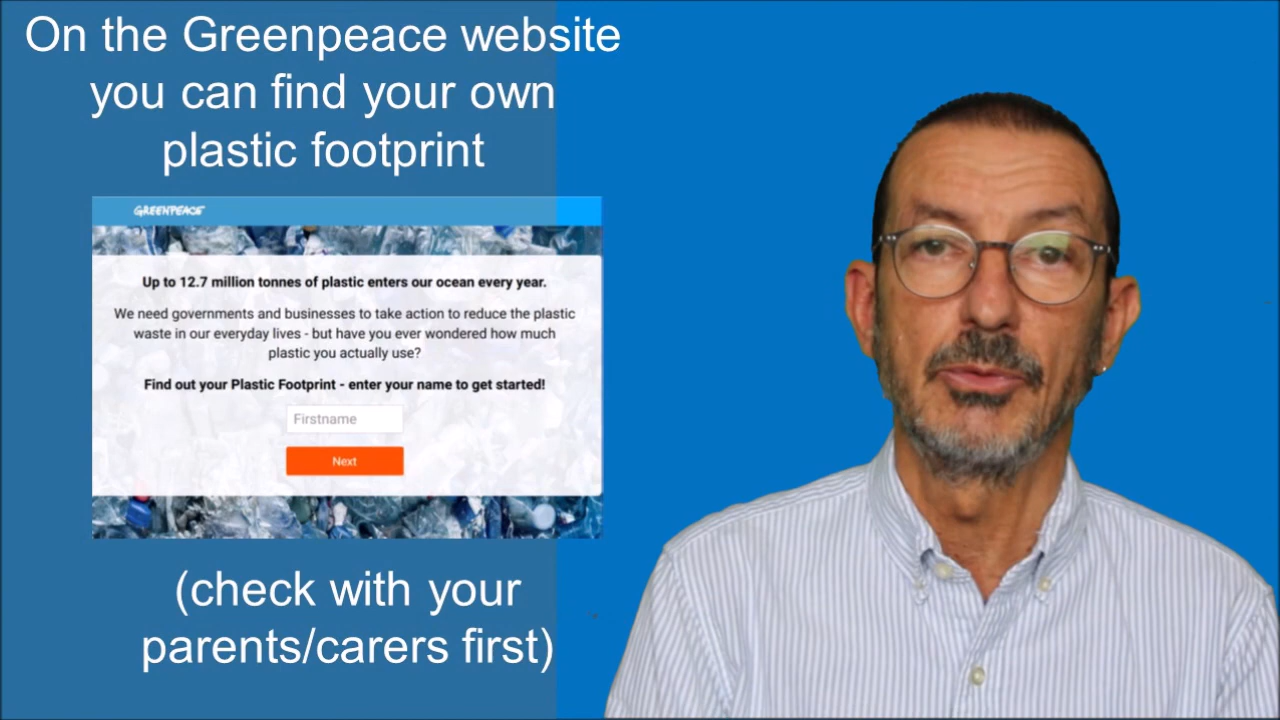 On the Greenpeace website
you can find your own
plastic footprint
GREENPEACE
Up to 12.7 million tonnes of plastic enters our ocean every year.
We need governments and businesses to take action to reduce the plastic
waste in our everyday lives - but have you ever wondered how much
plastic you actually use?
Find out your Plastic Footprint - enter your name to get started!
Firstname
Next
(check with your
parents/carers first)